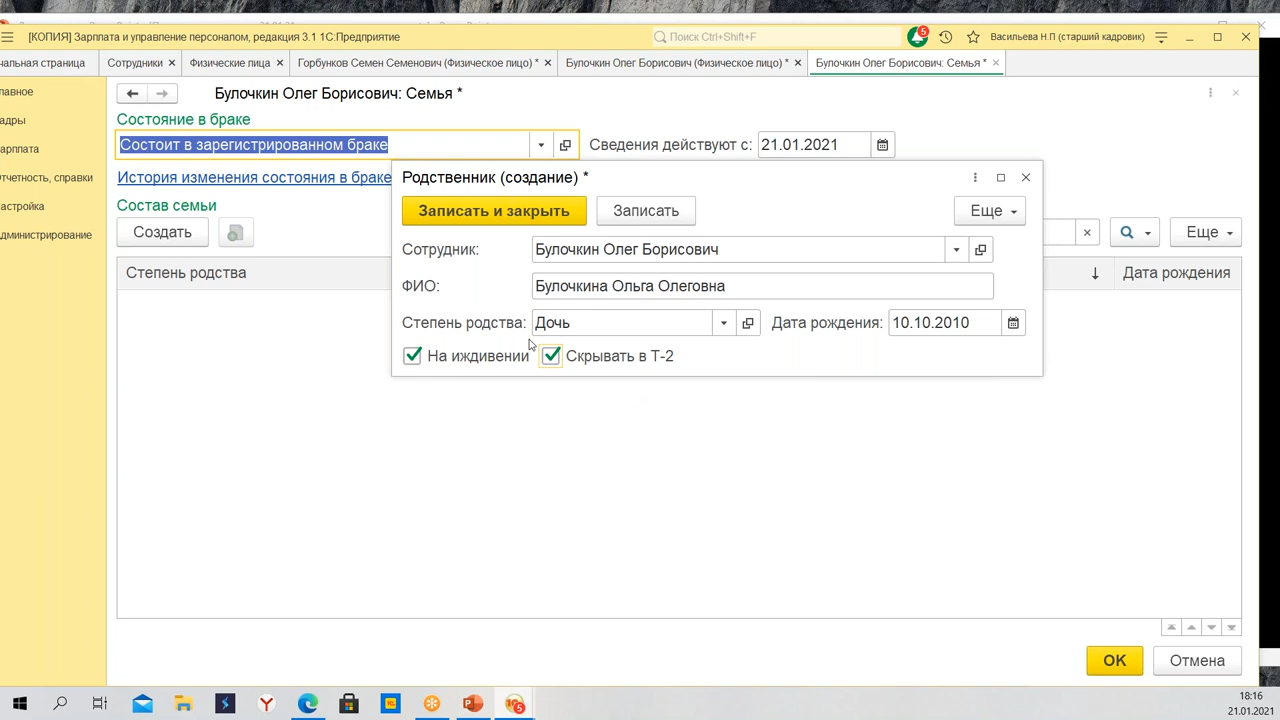 [КОПИЯ] Зарплата и управление персоналом, редакция 3.1 1С:Предприятие
Поиск Ctrl+Shift+F
5
Васильева Н.П (старший кадровик)
чальная страница
Сотрудники
Физические лица
Горбунков Семен Семенович (Физическое лицо) *
Булочкин Олег Борисович (Физическое лицо) *
Булочкин Олег Борисович: Семья *
лавное
адры
арплата
тчетность, справки
астройка
дминистрирование
Булочкин Олег Борисович: Семья *
Состояние в браке
Состоит в зарегистрированном браке
Сведения действуют с: 21.01.2021
История изменения состояния в браке
Состав семьи
Создать
Еще
Степень родства
Дата рождения
Родственник (создание) *
Записать и закрыть
Записать
Еще
Сотрудник: Булочкин Олег Борисович
ФИО: Булочкина Ольга Олеговна
Степень родства: Дочь
Дата рождения: 10.10.2010
На иждивении
Скрывать в Т-2
OK
Отмена
5
18:16
21.01.2021